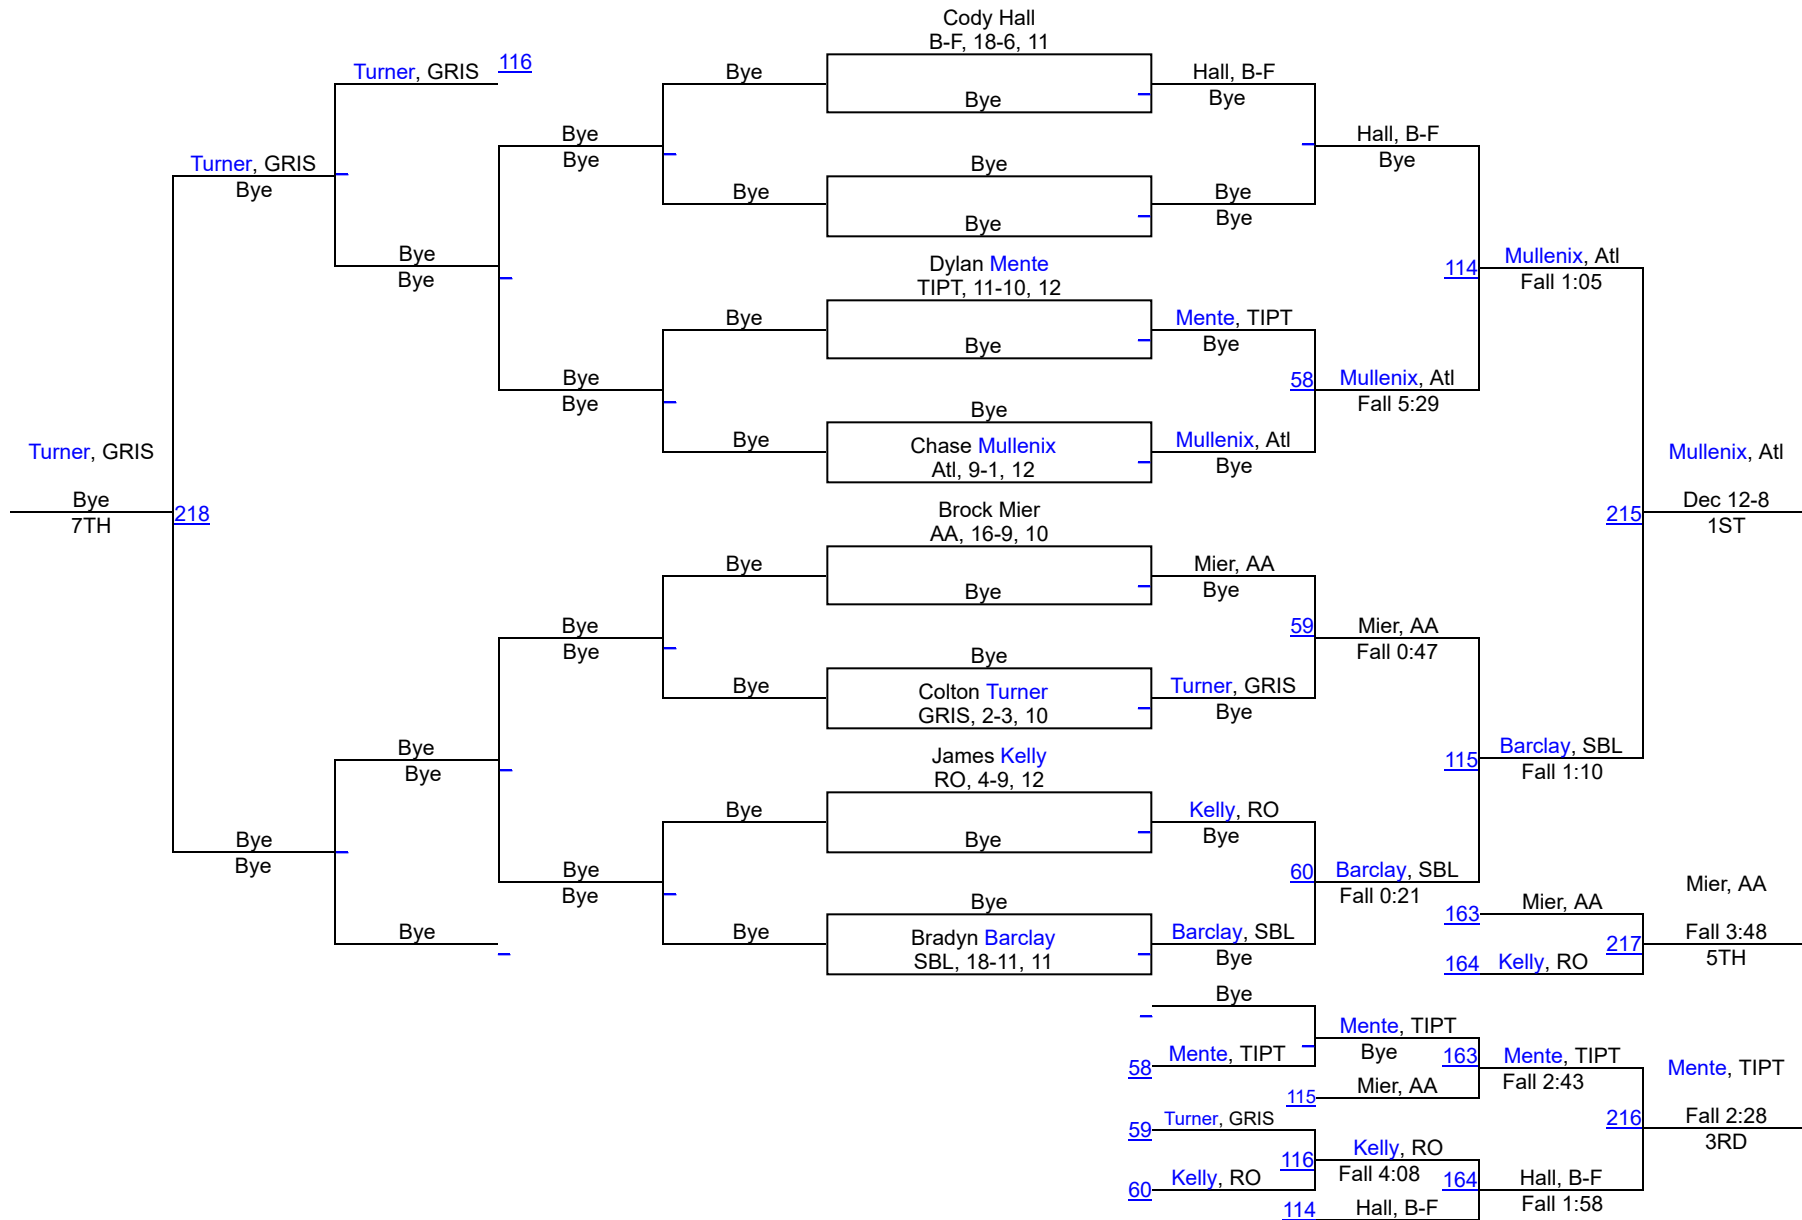 Cody Hall
B-F, 18-6, 11
116
Turner, GRIS
Bye
Hall, B-F
Bye
Bye
Bye
Hall, B-F
Bye
Bye
Turner, GRIS
Bye
Bye
Bye
Bye
Bye
Bye
Bye
Bye
Bye
Bye
Dylan Mente
TIPT, 11-10, 12
114
Mullenix, Atl
Fall 1:05
Bye
Mente, TIPT
Bye
Bye
Bye
Bye
58
Mullenix, Atl
Fall 5:29
Bye
Bye
Chase Mullenix
Atl, 9-1, 12
Mullenix, Atl
Bye
Turner, GRIS
Bye
7TH
218
Mullenix, Atl
215
Dec 12-8
1ST
Brock Mier
AA, 16-9, 10
Bye
Mier, AA
Bye
Bye
Bye
Bye
59
Mier, AA
Fall 0:47
Bye
Bye
Colton Turner
GRIS, 2-3, 10
Turner, GRIS
Bye
Bye
Bye
James Kelly
RO, 4-9, 12
115
Barclay, SBL
Fall 1:10
Bye
Kelly, RO
Bye
Bye
Bye
Bye
Bye
Bye
60
Barclay, SBL
Fall 0:21
Bye
Bye
Bye
Bradyn Barclay
SBL, 18-11, 11
Barclay, SBL
Bye
163
Mier, AA
164
Kelly, RO
217
Mier, AA
Fall 3:48
5TH
Bye
58
Mente, TIPT
Mente, TIPT
Bye
115
Mier, AA
163
Mente, TIPT
Fall 2:43
59
Turner, GRIS
60
Kelly, RO
116
Kelly, RO
Fall 4:08
114
Hall, B-F
164
Hall, B-F
Fall 1:58
216
Mente, TIPT
Fall 2:28
3RD